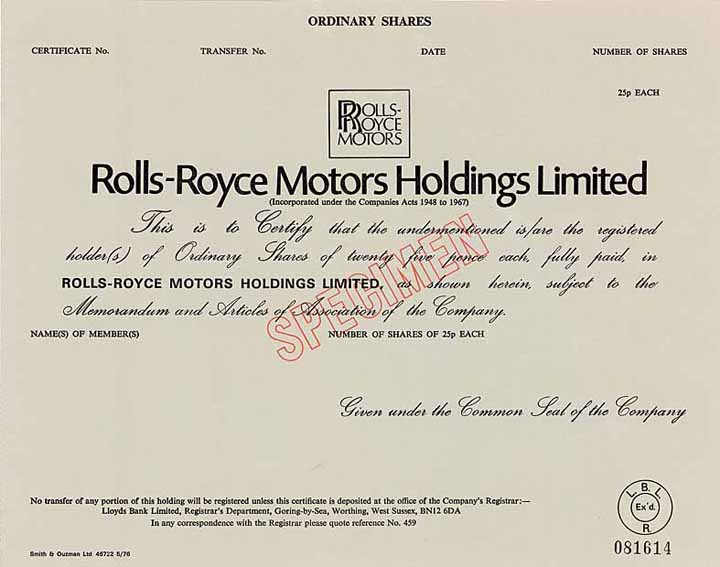 ORDINARY SHARES
CERTIFICATE No. TRANSFER No. DATE NUMBER OF SHARES
25p EACH
ROLLS-
ROYCE
MOTORS
Rolls-Royce Motors Holdings Limited
(Incorporated under the Companies Acts 1948 to 1967)
This is to Certify that the undermentioned is/are the registered
holder(s) of Ordinary Shares of twenty five pence each, fully paid, in
ROLLS-ROYCE MOTORS HOLDINGS LIMITED, as shown herein, subject to the
Memorandum and Articles of Association of the Company.
SPECIMEN
NAME(S) OF MEMBER(S) NUMBER OF SHARES OF 25p EACH
Given under the Common Seal of the Company
No transfer of any portion of this holding will be registered unless this certificate is deposited at the office of the Company's Registrar:—
Lloyds Bank Limited, Registrar's Department, Goring-by-Sea, Worthing, West Sussex, BN12 6DA
In any correspondence with the Registrar please quote reference No. 459
L. B. L
Ex'd.
R
081614
Smith & Ouzman Ltd 46722 5/76